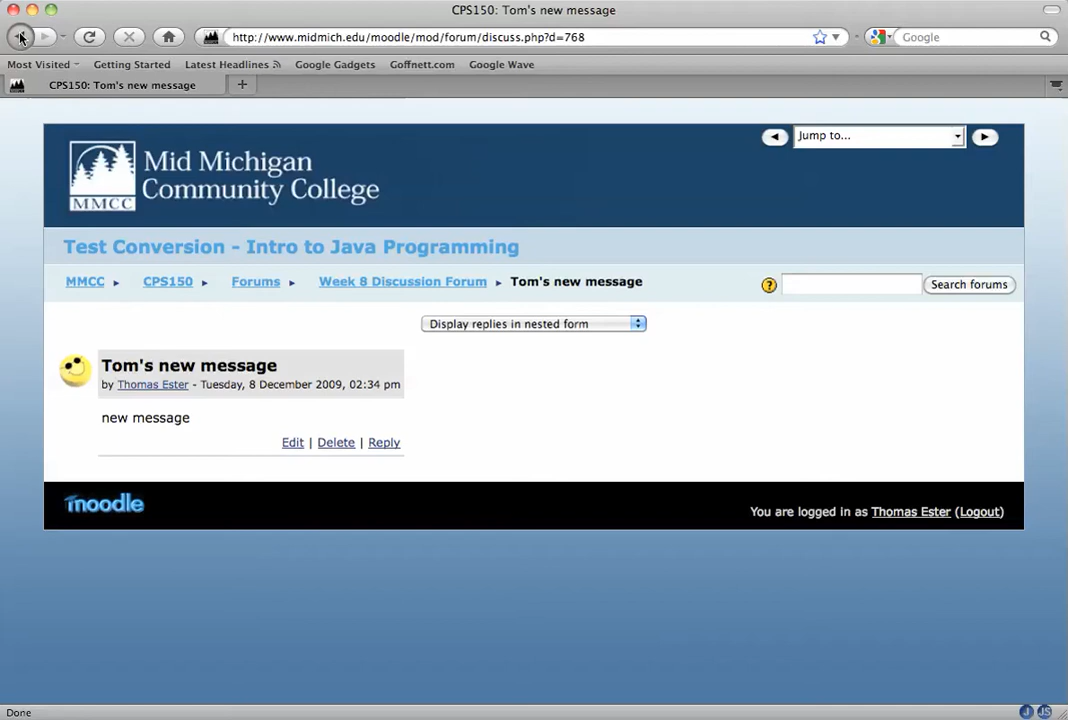 CPS150: Tom's new message
http://www.midmich.edu/moodle/mod/forum/discuss.php?d=768
Google
Most Visited Getting Started Latest Headlines Google Gadgets Goffnett.com Google Wave
CPS150: Tom's new message
MMCC
Mid Michigan
Community College
Jump to...
Test Conversion - Intro to Java Programming
MMCC ► CPS150 ► Forums ► Week 8 Discussion Forum ► Tom's new message
? Search forums
Display replies in nested form
Tom's new message
by Thomas Ester - Tuesday, 8 December 2009, 02:34 pm
new message
Edit | Delete | Reply
moodle
You are logged in as Thomas Ester (Logout)
Done
J JS